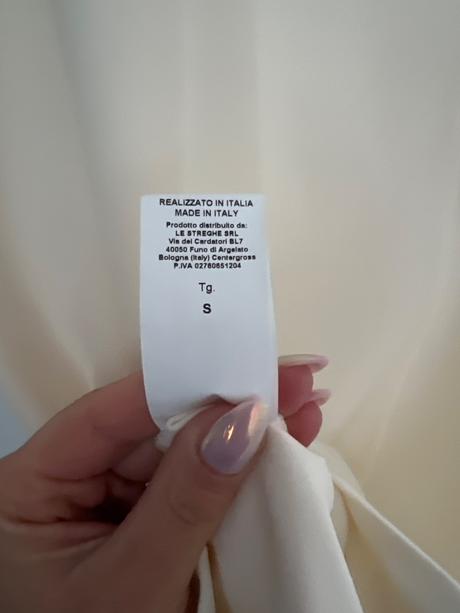 REALIZZATO IN ITALIA
MADE IN ITALY
Prodotto distribuito da:
LE STREGHE SRL
Via dei Cardatori BL7
40050 Funo di Argelato
Bologna (Italy) Centergross
P.IVA 02780651204
Tg.
S